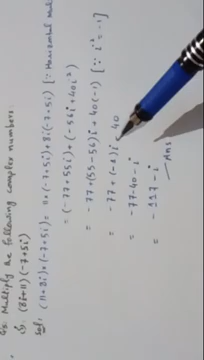 Q2. Multiply the following complex numbers.
(i). (8i+11)(-7+5i)
Sol: (11+8i)×(-7+5i) = 11×(-7+5i)+8i(-7+5i) [∵ Horizontal
= (-77+55i)+(-56i+40i²)
= -77+(55-56)i+40(-1) [∵ i²=-1]
= -77+(-1)i-40
= -77-40-i
= -117-i
Ans